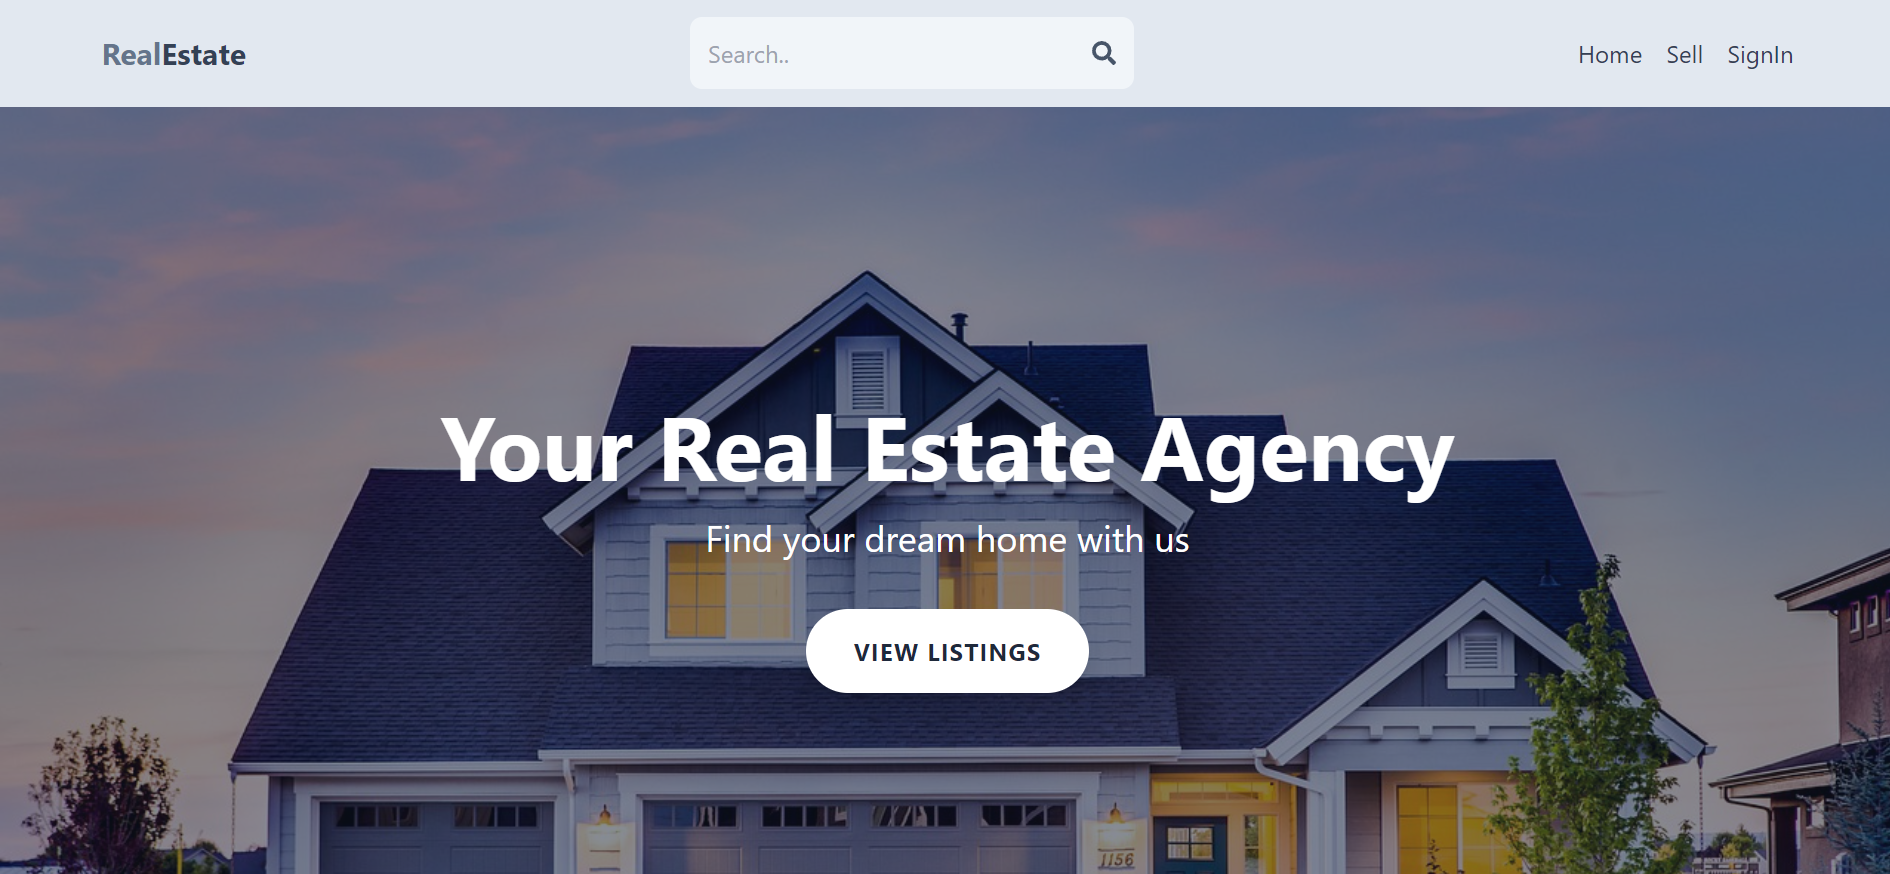 RealEstate
Search..
Home Sell SignIn
Your Real Estate Agency
Find your dream home with us
VIEW LISTINGS
1156